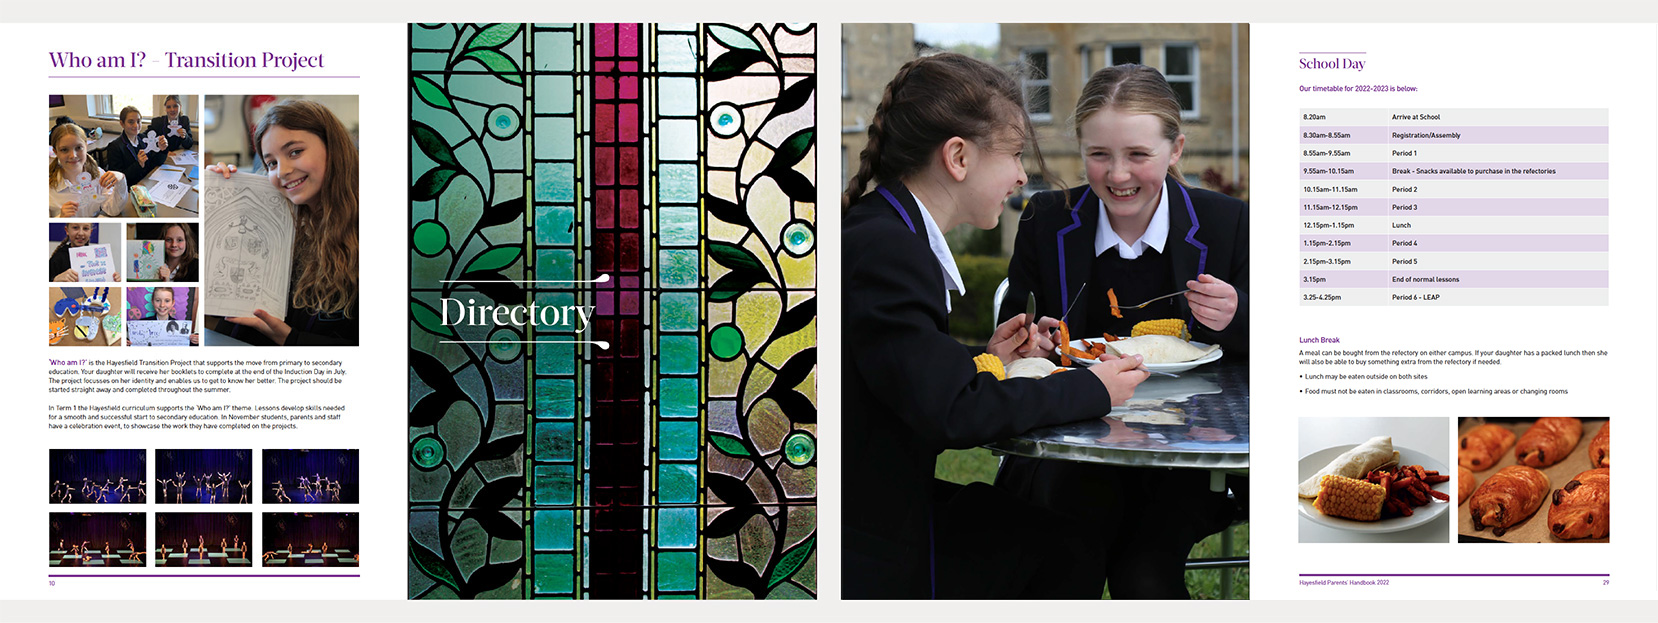 Who am I? – Transition Project
'Who am I?' is the Hayesfield Transition Project that supports the move from primary to secondary
education. Your daughter will receive her booklets to complete at the end of the Induction Day in July.
The project focusses on her identity and enables us to get to know her better. The project should be
started straight away and completed throughout the summer.
In Term 1 the Hayesfield curriculum supports the 'Who am I?' theme. Lessons develop skills needed
for a smooth and successful start to secondary education. In November students, parents and staff
have a celebration event, to showcase the work they have completed on the projects.
10
Directory
School Day
Our timetable for 2022-2023 is below:
8.20am Arrive at School
8.30am-8.55am Registration/Assembly
8.55am-9.55am Period 1
9.55am-10.15am Break - Snacks available to purchase in the refectories
10.15am-11.15am Period 2
11.15am-12.15pm Period 3
12.15pm-1.15pm Lunch
1.15pm-2.15pm Period 4
2.15pm-3.15pm Period 5
3.15pm End of normal lessons
3.25-4.25pm Period 6 - LEAP
Lunch Break
A meal can be bought from the refectory on either campus. If your daughter has a packed lunch then she
will also be able to buy something extra from the refectory if needed.
• Lunch may be eaten outside on both sites
• Food must not be eaten in classrooms, corridors, open learning areas or changing rooms
Hayesfield Parents' Handbook 2022
29